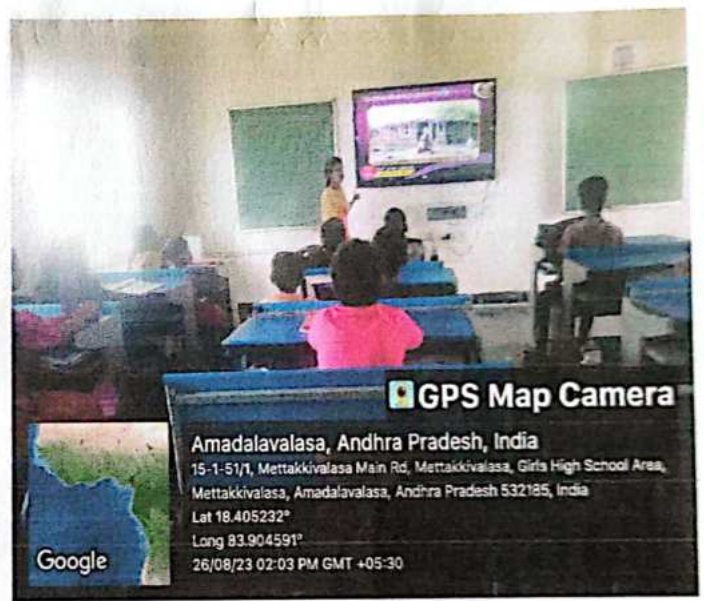 GPS Map Camera
Amadalavalasa, Andhra Pradesh, India
15-1-51/1, Mettakkivalasa Main Rd, Mettakkivalasa, Girls High School Area,
Mettakkivalasa, Amadalavalasa, Andhra Pradesh 532185, India
Lat 18.405232°
Long 83.904591°
26/08/23 02:03 PM GMT +05:30
Google